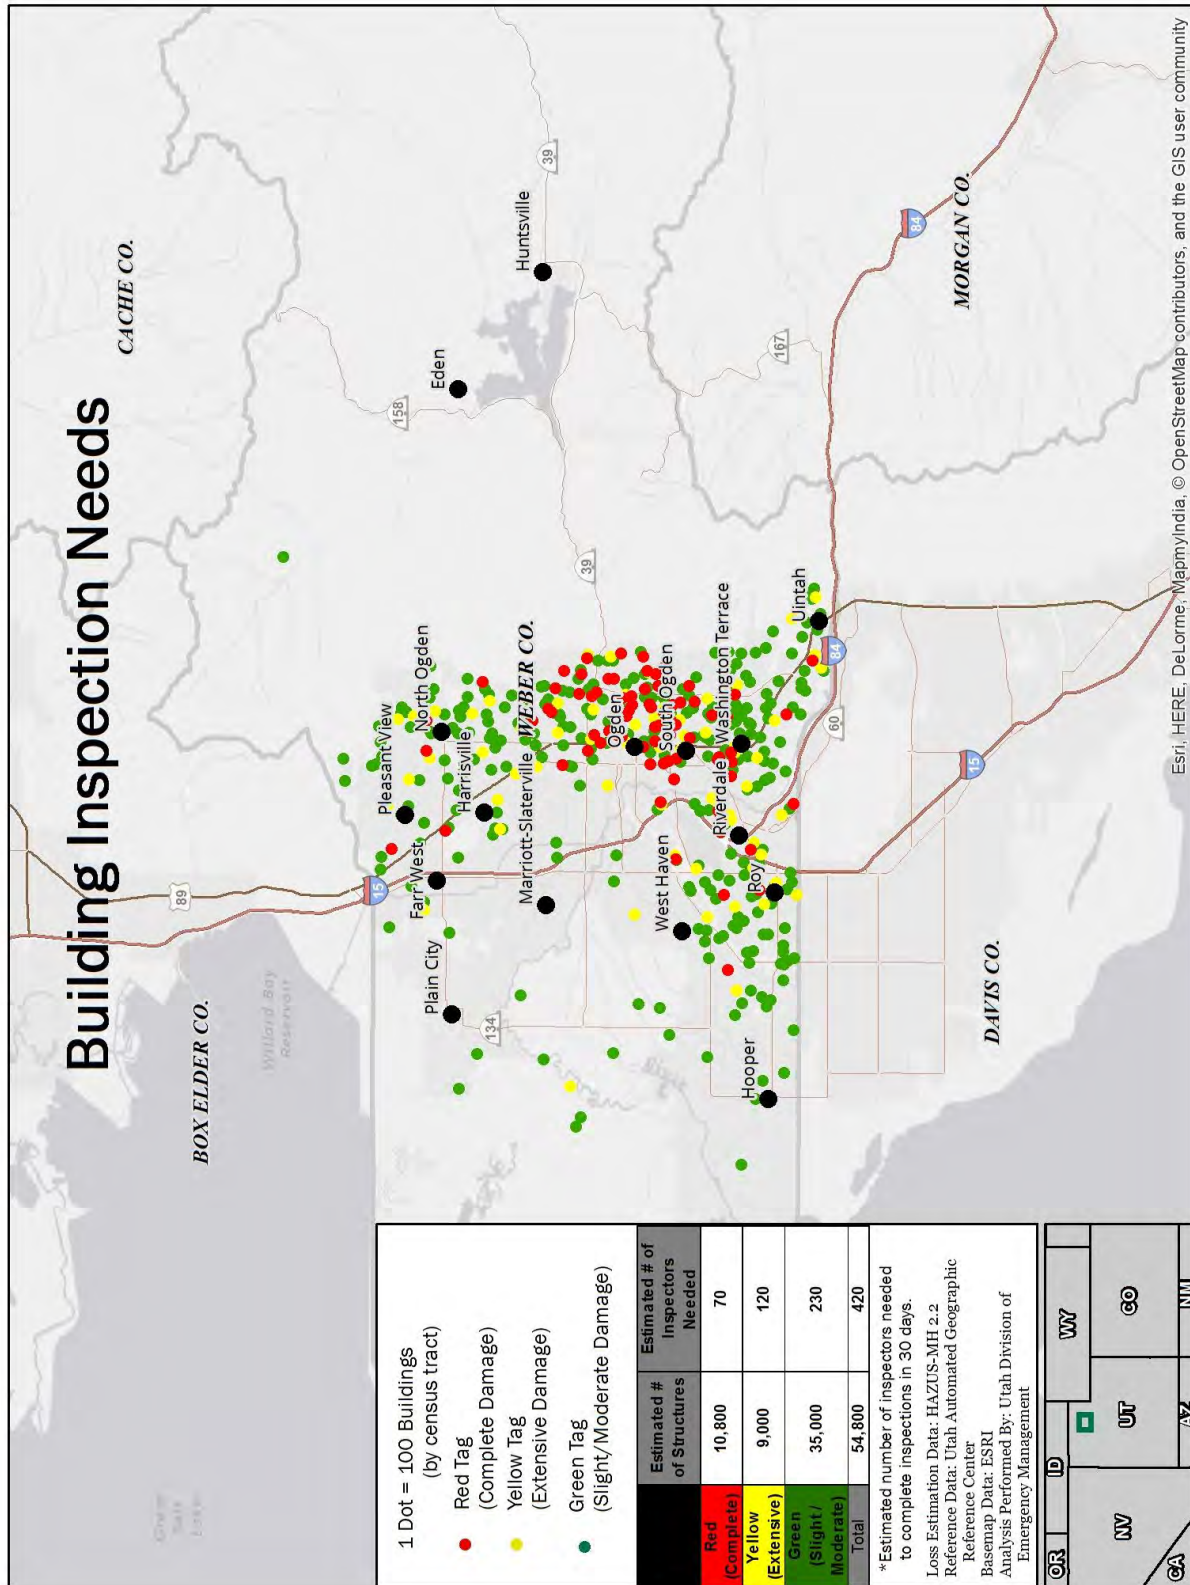 Building Inspection Needs
CACHE CO.
BOX ELDER CO.
Willard Bay
Reservoir
Great
Salt
Lake
89
15
Pleasant View
North Ogden
Farr West
Harrisville
Plain City
134
Marriott-Slaterville
WEBER CO.
Eden
158
Huntsville
39
39
Ogden
South Ogden
West Haven
Washington Terrace
Riverdale
Roy
Hooper
Uintah
84
60
167
84
MORGAN CO.
15
DAVIS CO.
1 Dot = 100 Buildings
(by census tract)
Red Tag
(Complete Damage)
Yellow Tag
(Extensive Damage)
Green Tag
(Slight/Moderate Damage)
Estimated #
of Structures
Estimated # of
Inspectors
Needed
Red
(Complete)
10,800
70
Yellow
(Extensive)
9,000
120
Green
(Slight /
Moderate)
35,000
230
Total
54,800
420
*Estimated number of inspectors needed
to complete inspections in 30 days.
Loss Estimation Data: HAZUS-MH 2.2
Reference Data: Utah Automated Geographic
Reference Center
Basemap Data: ESRI
Analysis Performed By: Utah Division of
Emergency Management
OR
ID
WY
NV
UT
CO
CA
AZ
NM
Esri, HERE, DeLorme, MapmyIndia, © OpenStreetMap contributors, and the GIS user community